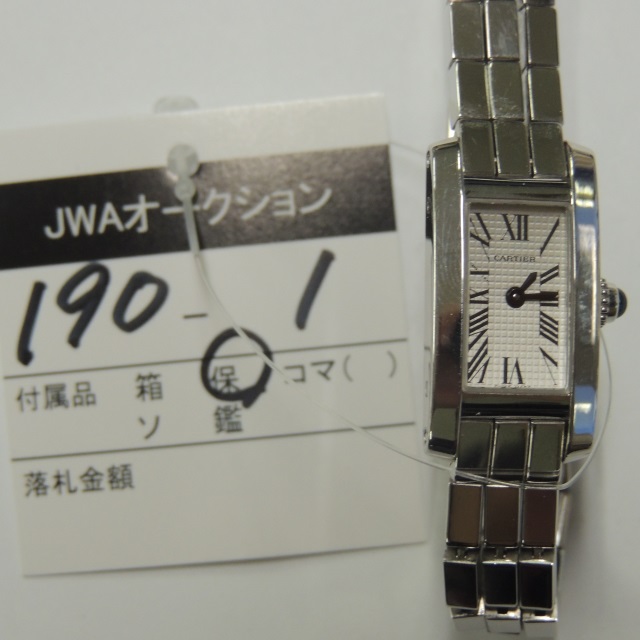 JWAオークション
190-1
付属品 箱 保 コマ( )
ソ 鑑
落札金額
CARTIER